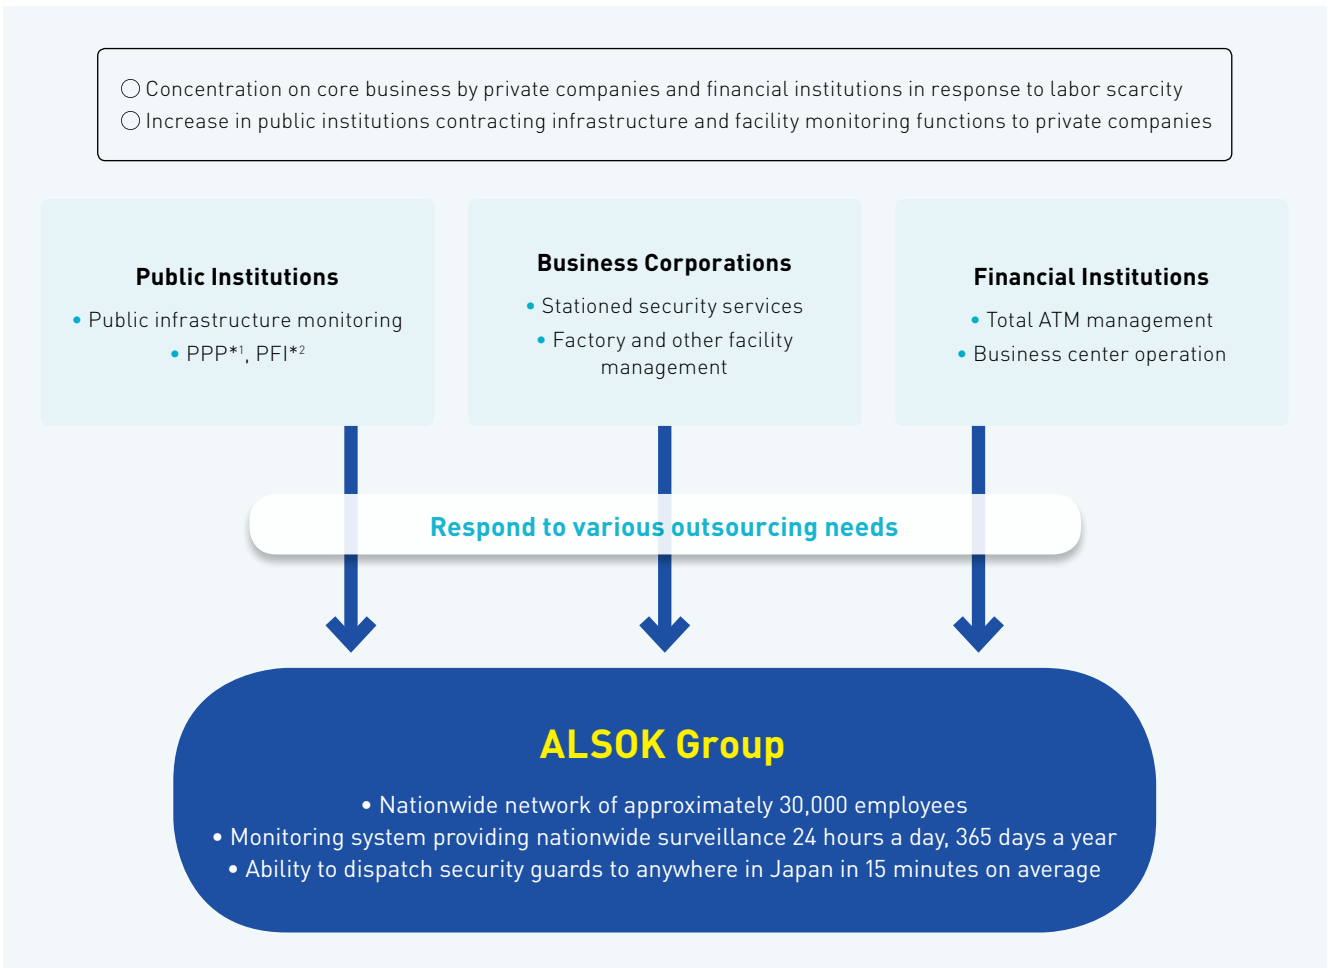 ○ Concentration on core business by private companies and financial institutions in response to labor scarcity
○ Increase in public institutions contracting infrastructure and facility monitoring functions to private companies
Public Institutions
• Public infrastructure monitoring
• PPP*1, PFI*2
Business Corporations
• Stationed security services
• Factory and other facility
management
Financial Institutions
• Total ATM management
• Business center operation
Respond to various outsourcing needs
ALSOK Group
• Nationwide network of approximately 30,000 employees
• Monitoring system providing nationwide surveillance 24 hours a day, 365 days a year
• Ability to dispatch security guards to anywhere in Japan in 15 minutes on average